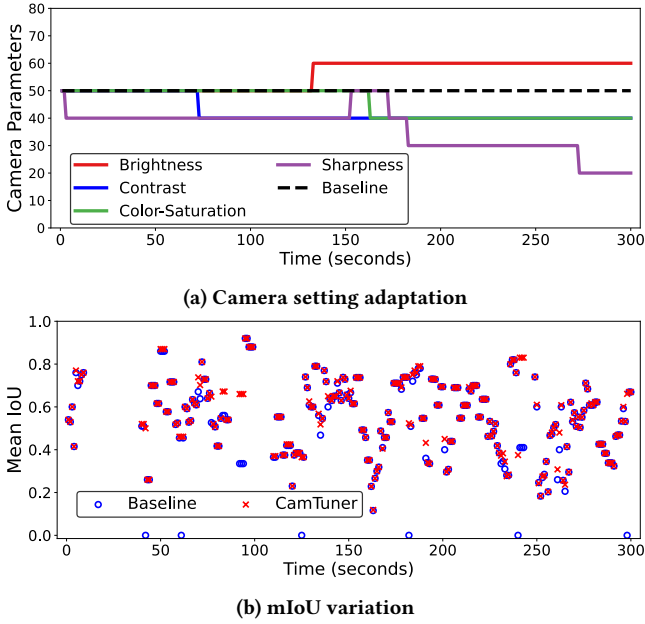 80
70
60
50
40
30
20
10
0
Camera Parameters
Brightness
Contrast
Color-Saturation
Sharpness
Baseline
0 50 100 150 200 250 300
Time (seconds)
(a) Camera setting adaptation
1.0
0.8
0.6
0.4
0.2
0.0
Mean IoU
Baseline CamTuner
0 50 100 150 200 250 300
Time (seconds)
(b) mIoU variation